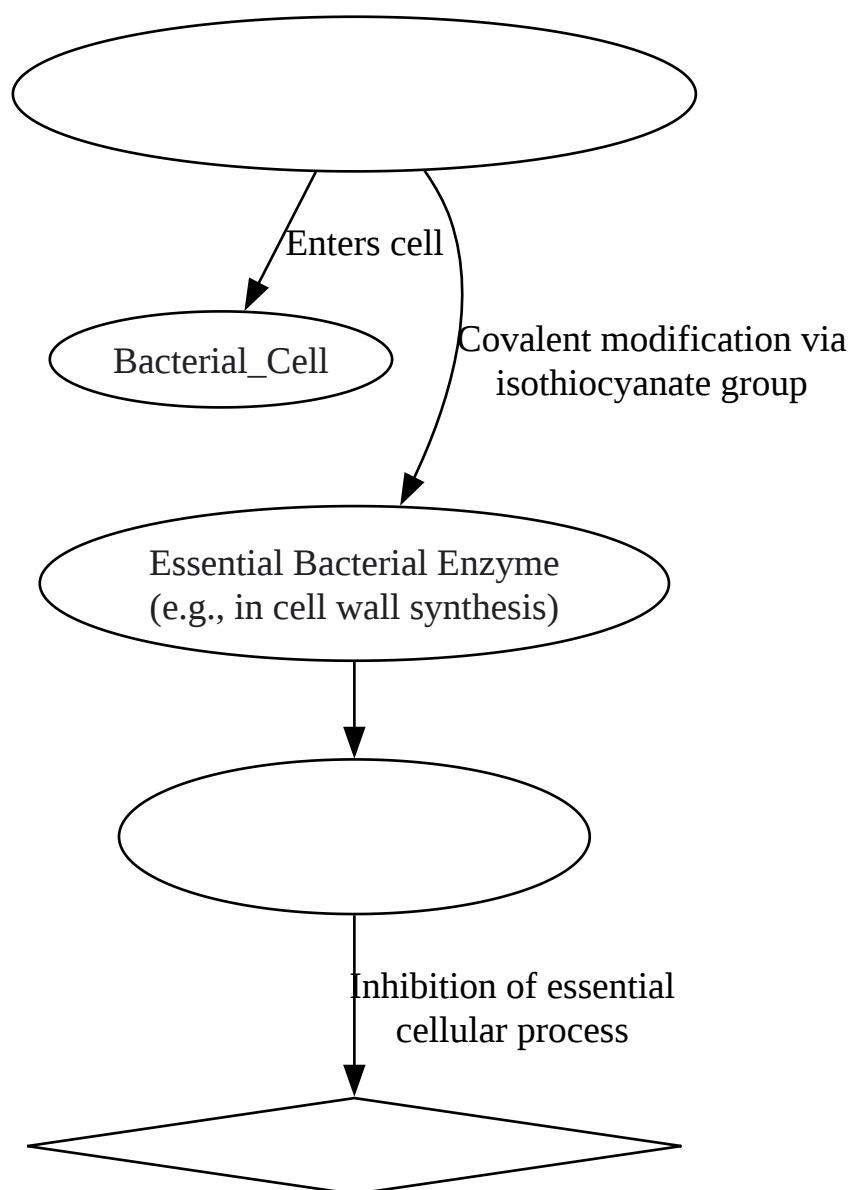 Enters cell
Bacterial_Cell
Covalent modification via
isothiocyanate group
Essential Bacterial Enzyme
(e.g., in cell wall synthesis)
Inhibition of essential
cellular process